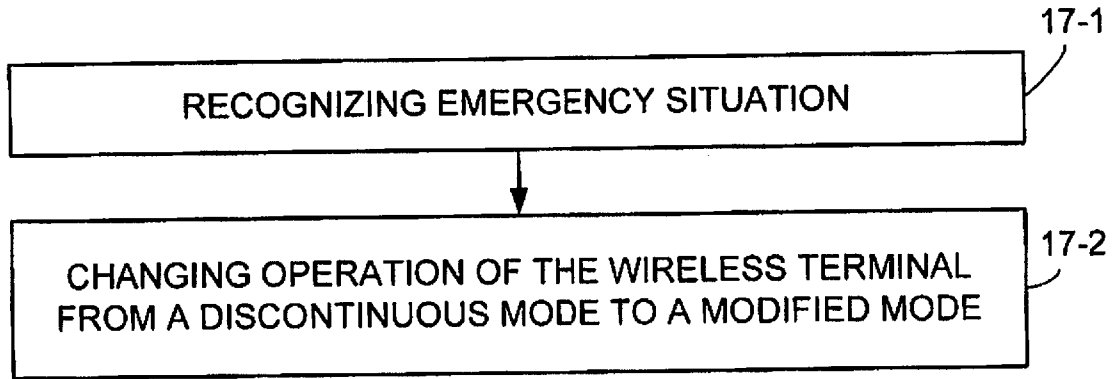 17-1
RECOGNIZING EMERGENCY SITUATION
17-2
CHANGING OPERATION OF THE WIRELESS TERMINAL
FROM A DISCONTINUOUS MODE TO A MODIFIED MODE